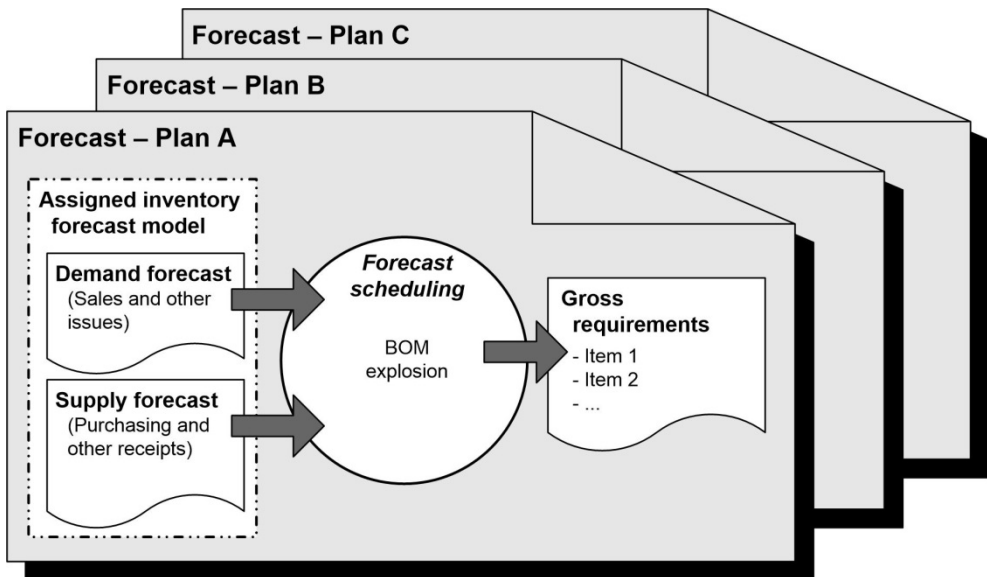 Forecast – Plan C
Forecast – Plan B
Forecast – Plan A
Assigned inventory
forecast model
Demand forecast
(Sales and other
issues)
Supply forecast
(Purchasing and
other receipts)
Forecast
scheduling
BOM
explosion
Gross
requirements
- Item 1
- Item 2
- ...